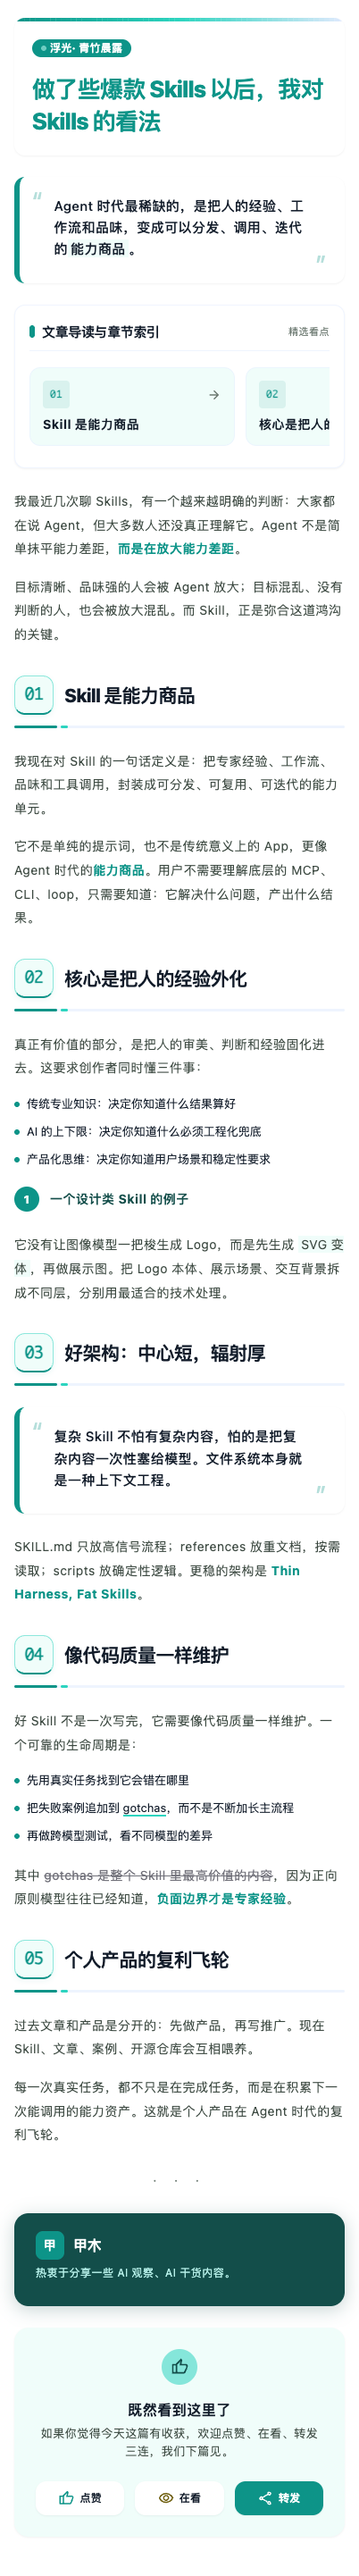 浮光· 青竹晨露
做了些爆款 Skills 以后，我对
Skills 的看法
"
Agent 时代最稀缺的，是把人的经验、工
作流和品味，变成可以分发、调用、迭代
的 能力商品 。
"
文章导读与章节索引 精选看点
01 → 02
Skill 是能力商品 核心是把人的
我最近几次聊 Skills，有一个越来越明确的判断：大家都
在说 Agent，但大多数人还没真正理解它。Agent 不是简
单抹平能力差距，而是在放大能力差距。
目标清晰、品味强的人会被 Agent 放大；目标混乱、没有
判断的人，也会被放大混乱。而 Skill，正是弥合这道鸿沟
的关键。
01 Skill 是能力商品
我现在对 Skill 的一句话定义是：把专家经验、工作流、
品味和工具调用，封装成可分发、可复用、可迭代的能力
单元。
它不是单纯的提示词，也不是传统意义上的 App，更像
Agent 时代的能力商品。用户不需要理解底层的 MCP、
CLI、loop，只需要知道：它解决什么问题，产出什么结
果。
02 核心是把人的经验外化
真正有价值的部分，是把人的审美、判断和经验固化进
去。这要求创作者同时懂三件事：
• 传统专业知识：决定你知道什么结果算好
• AI 的上下限：决定你知道什么必须工程化兜底
• 产品化思维：决定你知道用户场景和稳定性要求
1 一个设计类 Skill 的例子
它没有让图像模型一把梭生成 Logo，而是先生成 SVG 变
体 ，再做展示图。把 Logo 本体、展示场景、交互背景拆
成不同层，分别用最适合的技术处理。
03 好架构：中心短，辐射厚
"
复杂 Skill 不怕有复杂内容，怕的是把复
杂内容一次性塞给模型。文件系统本身就
是一种上下文工程。
"
SKILL.md 只放高信号流程；references 放重文档，按需
读取；scripts 放确定性逻辑。更稳的架构是 Thin
Harness, Fat Skills。
04 像代码质量一样维护
好 Skill 不是一次写完，它需要像代码质量一样维护。一
个可靠的生命周期是：
• 先用真实任务找到它会错在哪里
• 把失败案例追加到 gotchas，而不是不断加长主流程
• 再做跨模型测试，看不同模型的差异
其中 gotchas 是整个 Skill 里最高价值的内容，因为正向
原则模型往往已经知道，负面边界才是专家经验。
05 个人产品的复利飞轮
过去文章和产品是分开的：先做产品，再写推广。现在
Skill、文章、案例、开源仓库会互相喂养。
每一次真实任务，都不只是在完成任务，而是在积累下一
次能调用的能力资产。这就是个人产品在 Agent 时代的复
利飞轮。
· · ·
甲 甲木
热衷于分享一些 AI 观察、AI 干货内容。
既然看到这里了
如果你觉得今天这篇有收获，欢迎点赞、在看、转发
三连，我们下篇见。
点赞 在看 转发